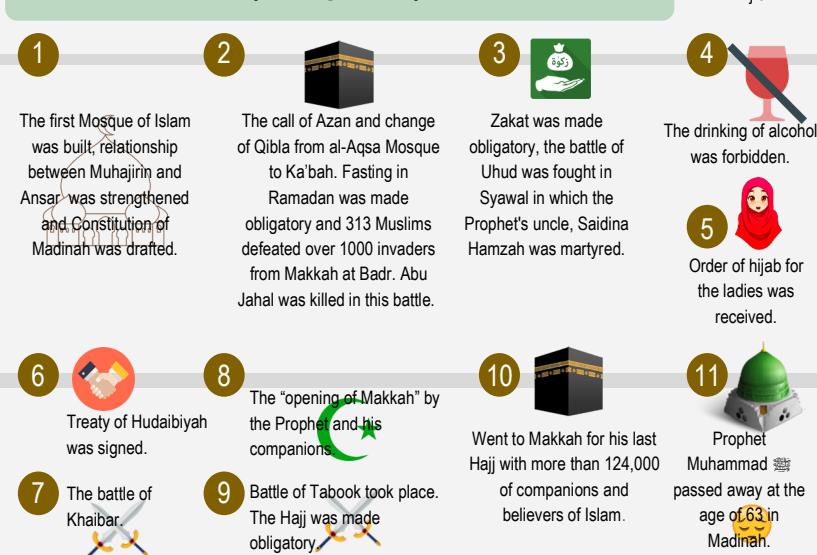 1
The first Mosque of Islam
was built, relationship
between Muhajirin and
Ansar was strengthened
and Constitution of
Madinah was drafted.
2
The call of Azan and change
of Qibla from al-Aqsa Mosque
to Ka'bah. Fasting in
Ramadan was made
obligatory and 313 Muslims
defeated over 1000 invaders
from Makkah at Badr. Abu
Jahal was killed in this battle.
3
زكوة
Zakat was made
obligatory, the battle of
Uhud was fought in
Syawal in which the
Prophet's uncle, Saidina
Hamzah was martyred.
4
The drinking of alcohol
was forbidden.
5
Order of hijab for
the ladies was
received.
6
Treaty of Hudaibiyah
was signed.
7
The battle of
Khaibar.
8
The “opening of Makkah” by
the Prophet and his
companions.
9
Battle of Tabook took place.
The Hajj was made
obligatory.
10
Went to Makkah for his last
Hajj with more than 124,000
of companions and
believers of Islam.
11
Prophet
Muhammad ﷺ
passed away at the
age of 63 in
Madinah.